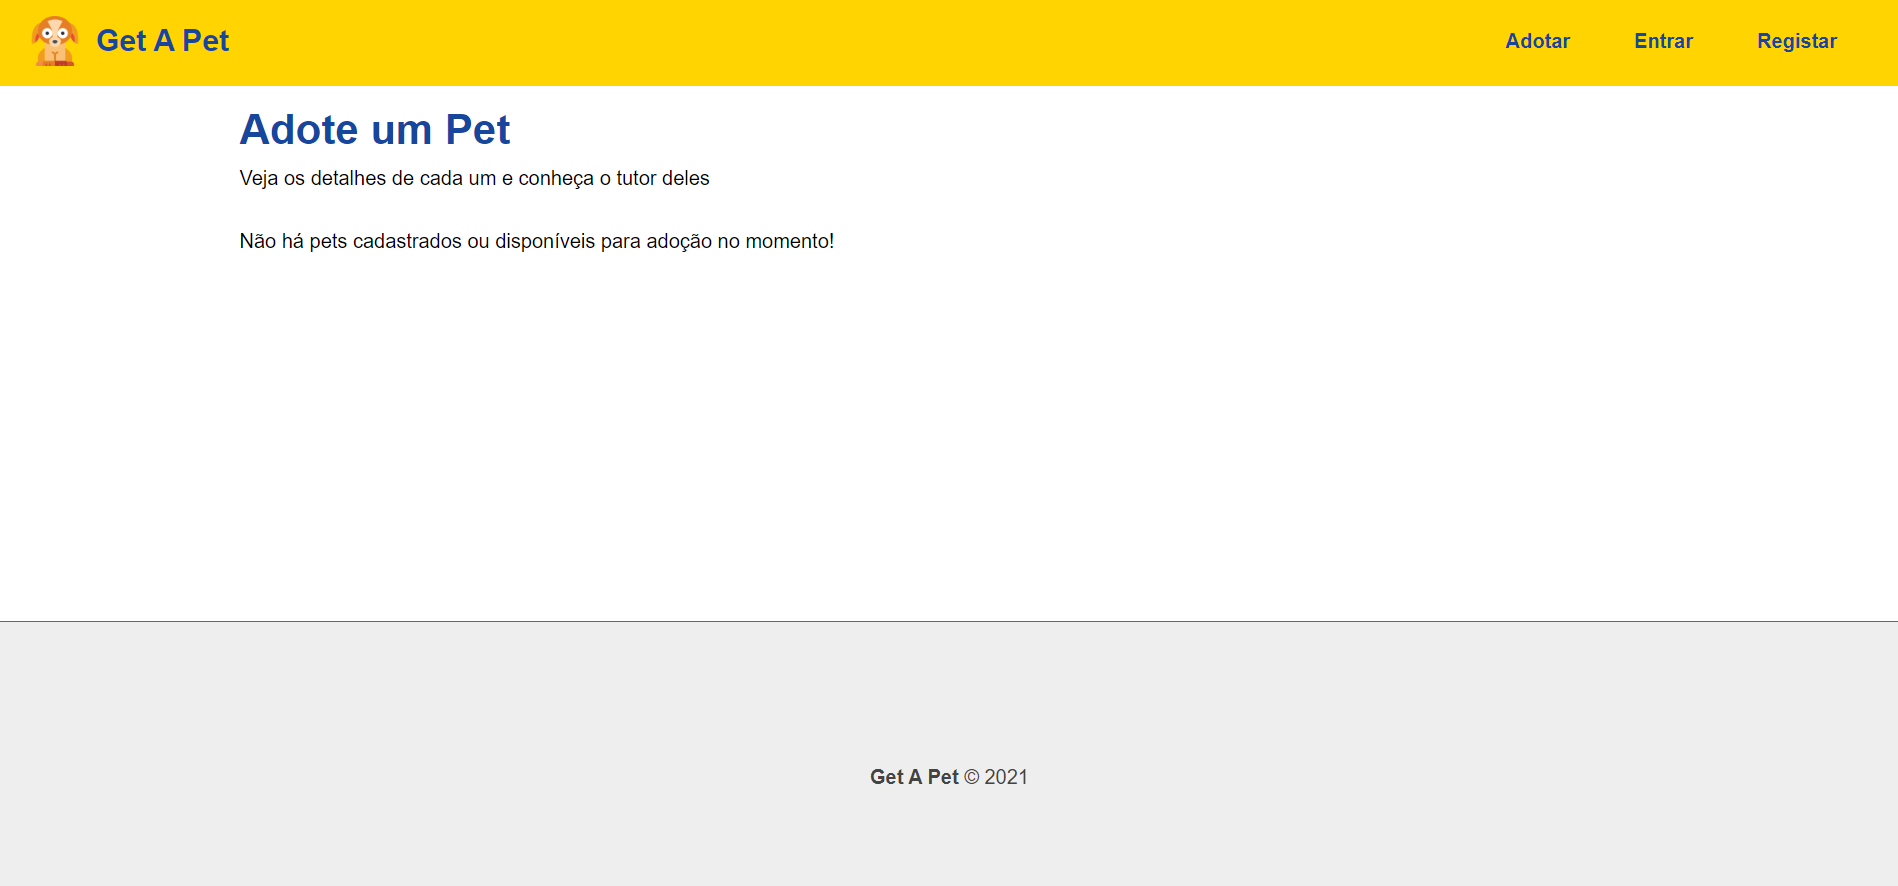 Get A Pet
Adotar
Entrar
Registar
Adote um Pet
Veja os detalhes de cada um e conheça o tutor deles
Não há pets cadastrados ou disponíveis para adoção no momento!
Get A Pet © 2021